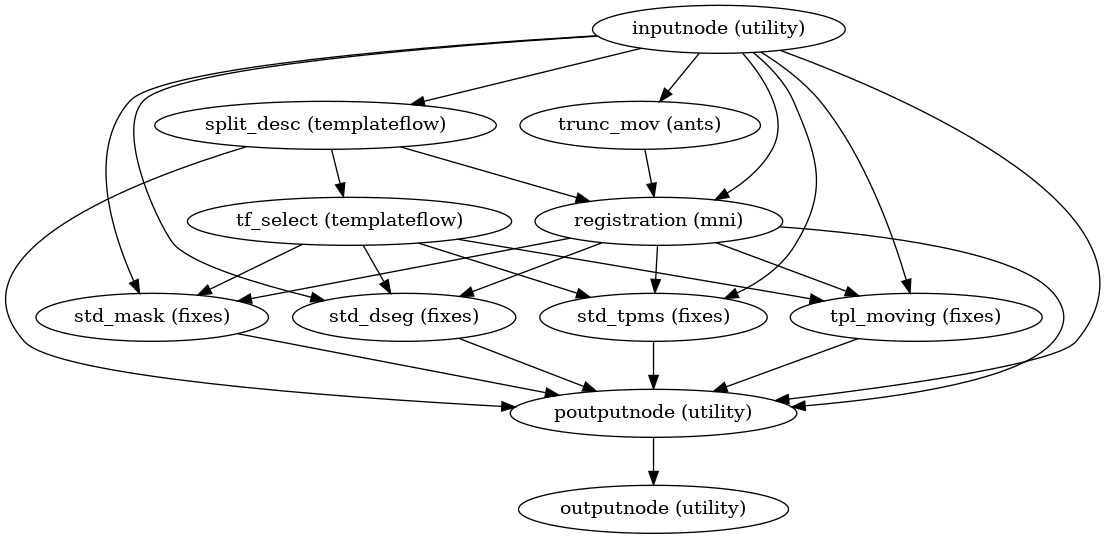 inputnode (utility)
split_desc (templateflow)
trunc_mov (ants)
tf_select (templateflow)
registration (mni)
std_mask (fixes)
std_dseg (fixes)
std_tpms (fixes)
tpl_moving (fixes)
poutputnode (utility)
outputnode (utility)